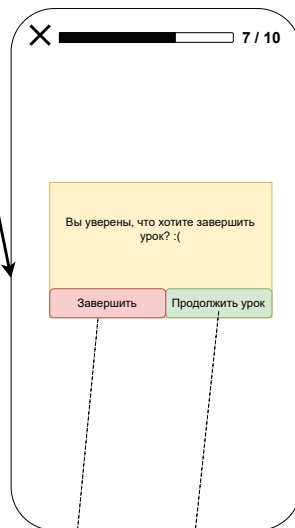 7 / 10
Вы уверены, что хотите завершить
урок? :(
Завершить
Продолжить урок